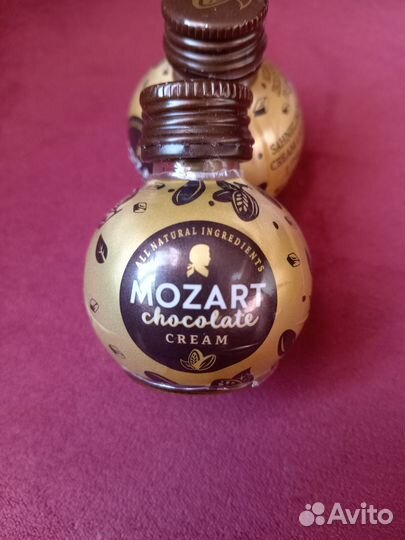 ALL NATURAL INGREDIENTS
MOZART
chocolate
CREAM
Avito